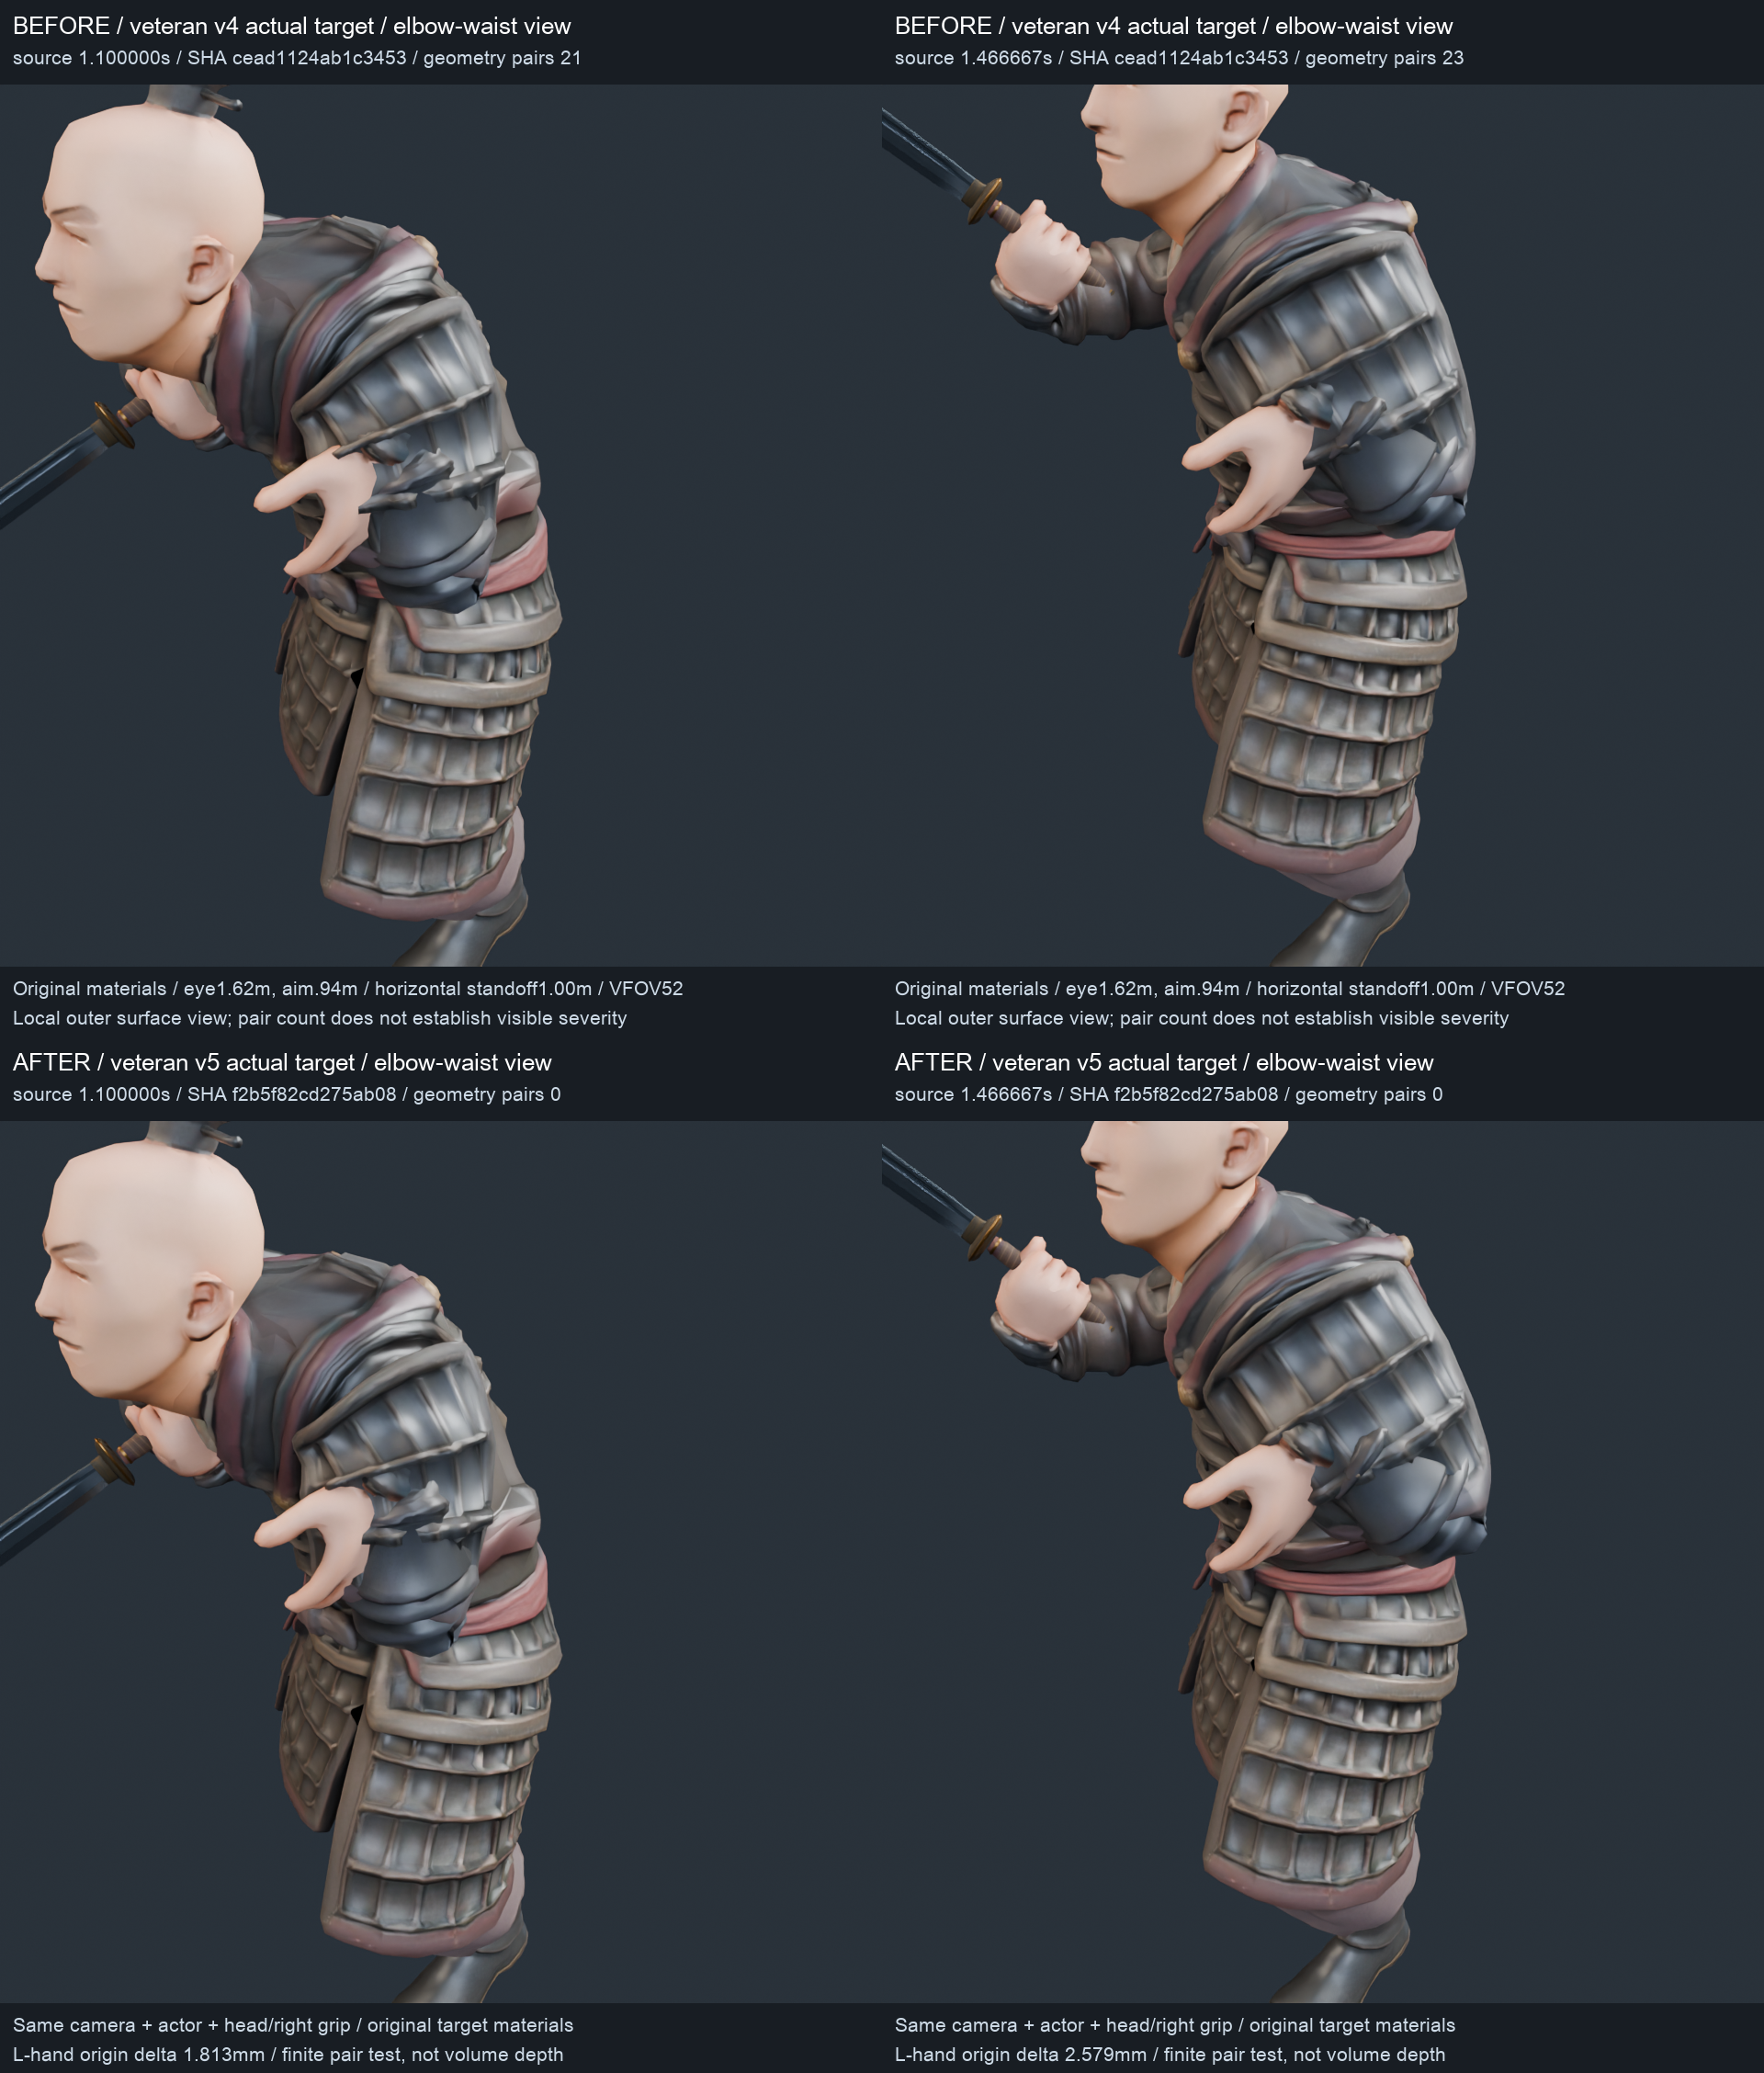 BEFORE / veteran v4 actual target / elbow-waist view
source 1.100000s / SHA cead1124ab1c3453 / geometry pairs 21
BEFORE / veteran v4 actual target / elbow-waist view
source 1.466667s / SHA cead1124ab1c3453 / geometry pairs 23
Original materials / eye1.62m, aim.94m / horizontal standoff1.00m / VFOV52
Local outer surface view; pair count does not establish visible severity
Original materials / eye1.62m, aim.94m / horizontal standoff1.00m / VFOV52
Local outer surface view; pair count does not establish visible severity
AFTER / veteran v5 actual target / elbow-waist view
source 1.100000s / SHA f2b5f82cd275ab08 / geometry pairs 0
AFTER / veteran v5 actual target / elbow-waist view
source 1.466667s / SHA f2b5f82cd275ab08 / geometry pairs 0
Same camera + actor + head/right grip / original target materials
L-hand origin delta 1.813mm / finite pair test, not volume depth
Same camera + actor + head/right grip / original target materials
L-hand origin delta 2.579mm / finite pair test, not volume depth